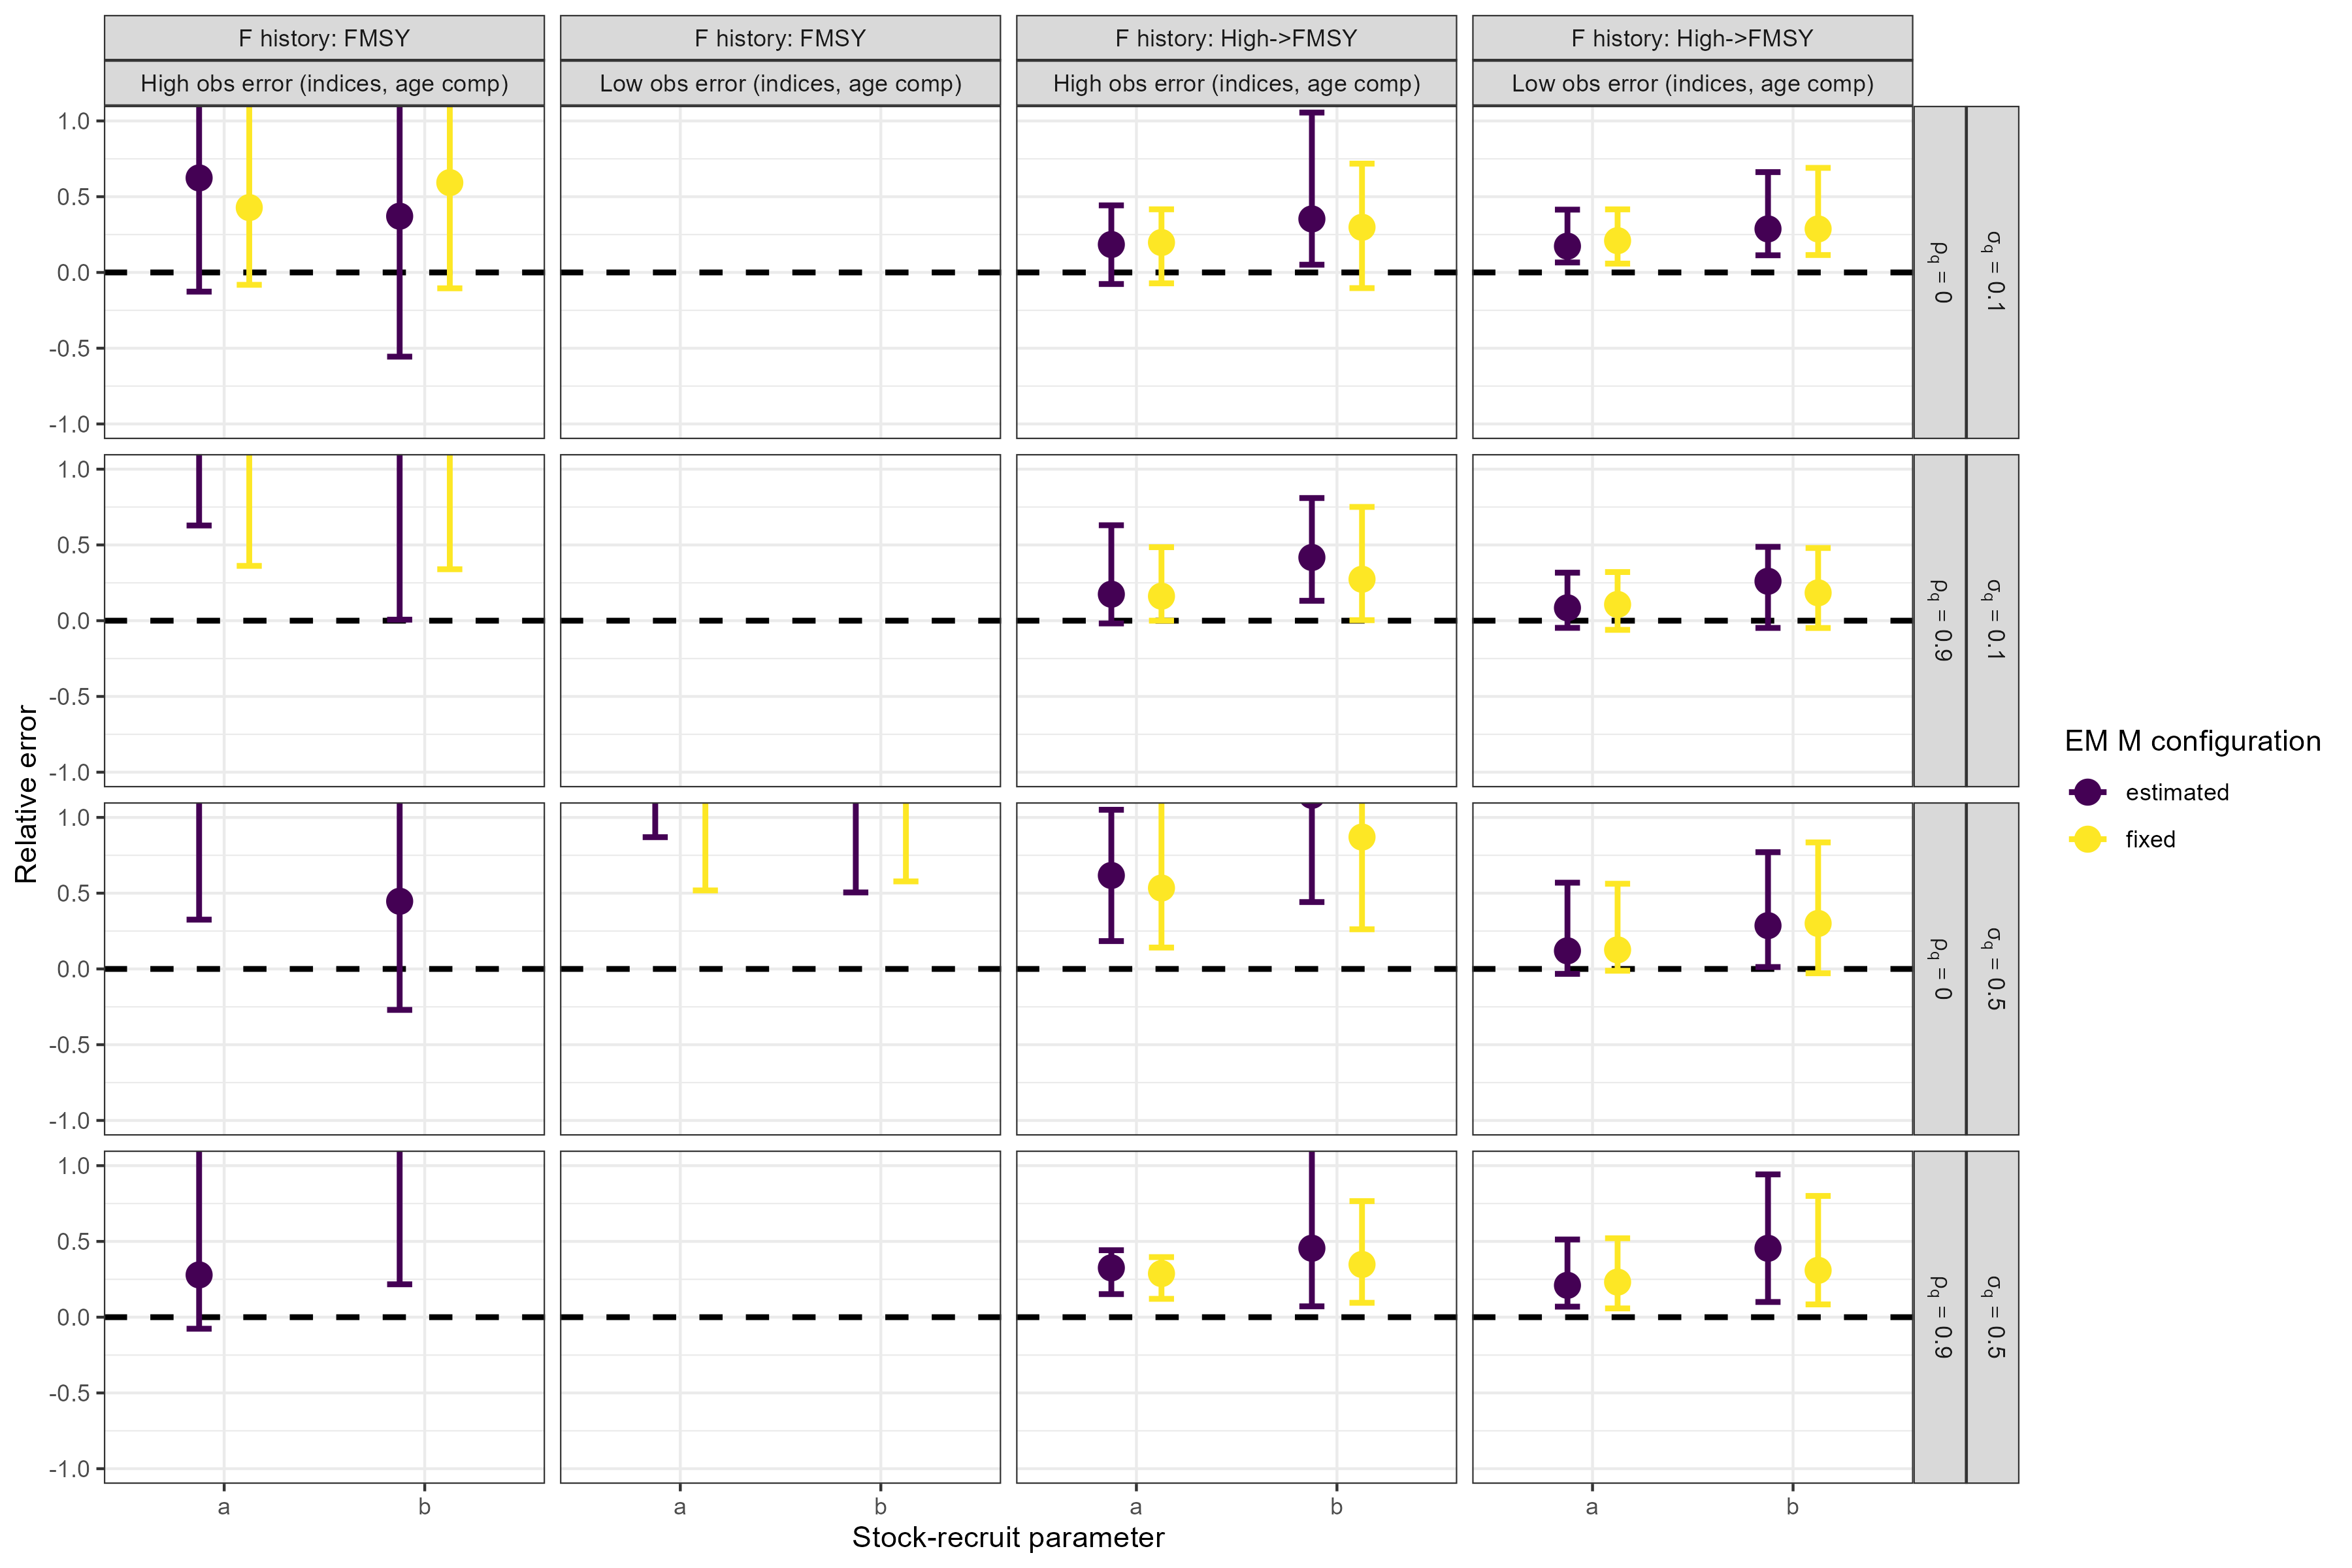 F history: FMSY
F history: FMSY
F history: High->FMSY
F history: High->FMSY
High obs error (indices, age comp)
Low obs error (indices, age comp)
High obs error (indices, age comp)
Low obs error (indices, age comp)
1.0
0.5
0.0
-0.5
-1.0
ρq = 0
σq = 0.1
1.0
0.5
0.0
-0.5
-1.0
ρq = 0.9
σq = 0.1
1.0
0.5
0.0
-0.5
-1.0
ρq = 0
σq = 0.5
1.0
0.5
0.0
-0.5
-1.0
ρq = 0.9
σq = 0.5
a
b
a
b
a
b
a
b
Stock-recruit parameter
Relative error
EM M configuration
estimated
fixed